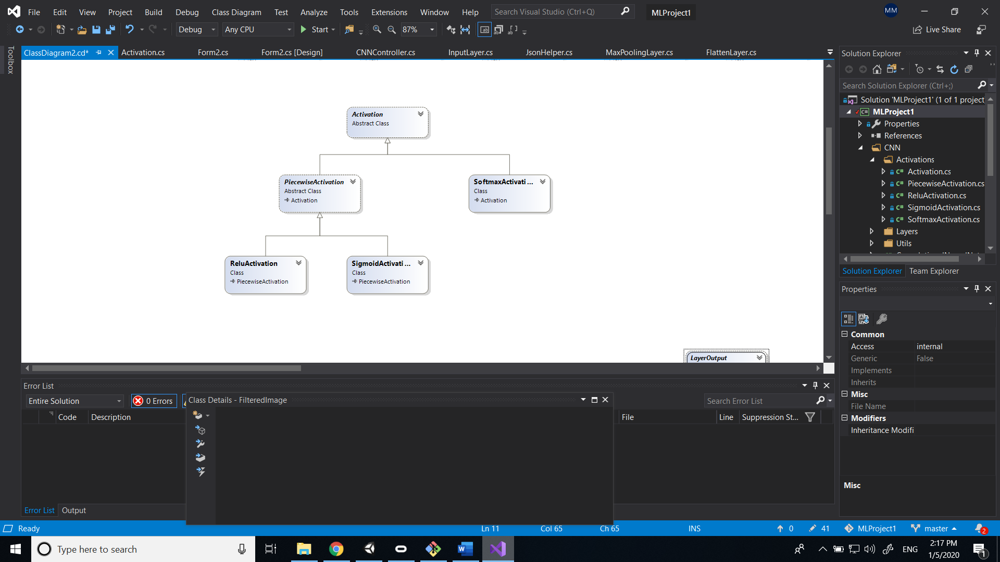 File Edit View Project Build Debug Class Diagram Test Analyze Tools Extensions Window Help Search Visual Studio (Ctrl+Q) MLProject1 MM
Debug Any CPU Start 87% Live Share
Toolbox
ClassDiagram2.cd* Activation.cs Form2.cs Form2.cs [Design] CNNController.cs InputLayer.cs JsonHelper.cs MaxPoolingLayer.cs FlattenLayer.cs
Activation
Abstract Class
PiecewiseActivation
Abstract Class
Activation
SoftmaxActivati...
Class
Activation
ReluActivation
Class
PiecewiseActivation
SigmoidActivati...
Class
PiecewiseActivation
LayerOutput
Solution Explorer
Search Solution Explorer (Ctrl+;)
Solution 'MLProject1' (1 of 1 project
MLProject1
Properties
References
CNN
Activations
Activation.cs
PiecewiseActivation.cs
ReluActivation.cs
SigmoidActivation.cs
SoftmaxActivation.cs
Layers
Utils
Solution Explorer Team Explorer
Properties
Common
Access internal
Generic False
Implements
Inherits
Misc
File Name
Modifiers
Inheritance Modifi
Misc
Error List
Entire Solution 0 Errors Search Error List
Code Description File Line Suppression St...
Class Details - FilteredImage
Error List Output
Ready Ln 11 Col 65 Ch 65 INS 0 41 MLProject1 master 2
Type here to search ENG 2:17 PM
1/5/2020 1